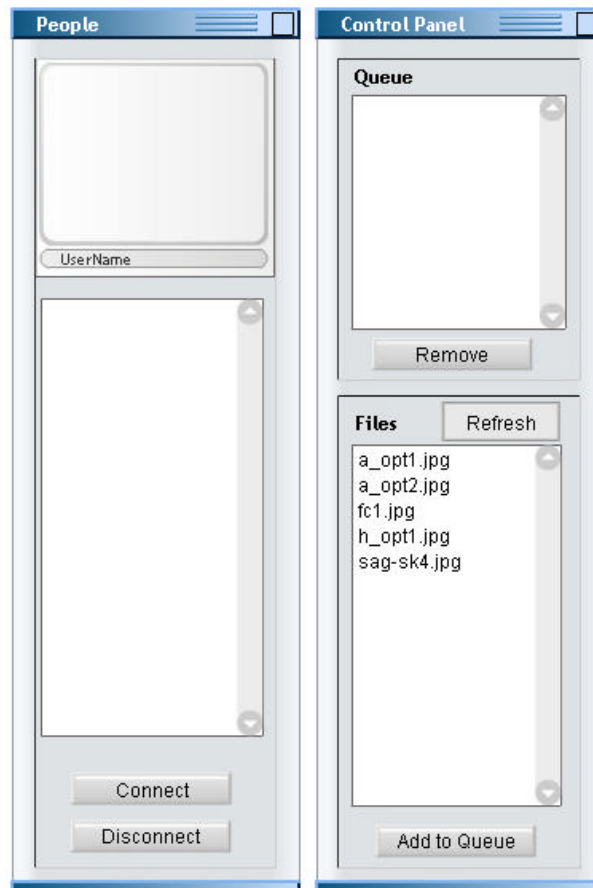 People
UserName
Connect
Disconnect
Control Panel
Queue
Remove
Files
Refresh
a_opt1.jpg
a_opt2.jpg
fc1.jpg
h_opt1.jpg
sag-sk4.jpg
Add to Queue